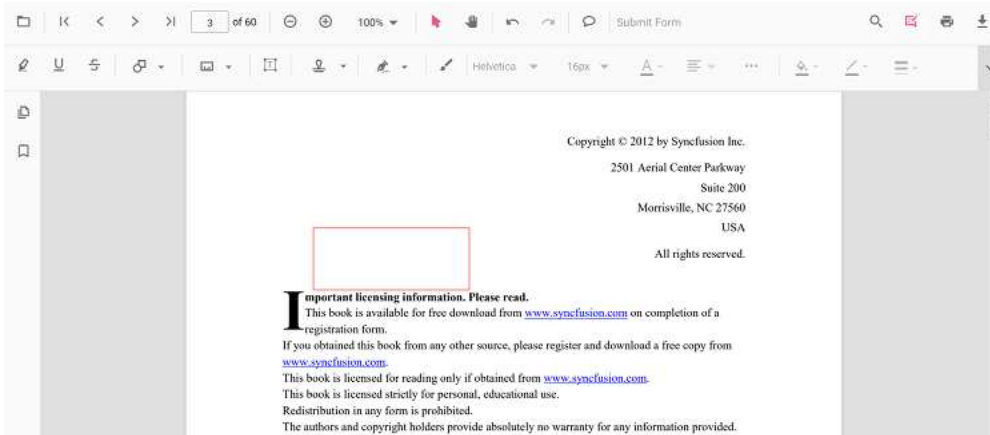 3 of 60 100% Submit Form
T Helvetica 16px A ...
Copyright © 2012 by Syncfusion Inc.
2501 Aerial Center Parkway
Suite 200
Morrisville, NC 27560
USA
All rights reserved.
Important licensing information. Please read.
This book is available for free download from www.syncfusion.com on completion of a
registration form.
If you obtained this book from any other source, please register and download a free copy from
www.syncfusion.com.
This book is licensed for reading only if obtained from www.syncfusion.com.
This book is licensed strictly for personal, educational use.
Redistribution in any form is prohibited.
The authors and copyright holders provide absolutely no warranty for any information provided.